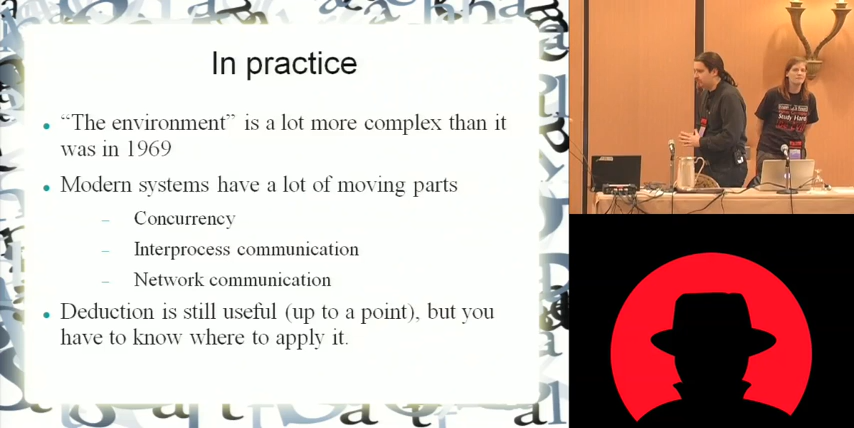 In practice
“The environment” is a lot more complex than it
was in 1969
Modern systems have a lot of moving parts
– Concurrency
– Interprocess communication
– Network communication
Deduction is still useful (up to a point), but you
have to know where to apply it.
Study Hard